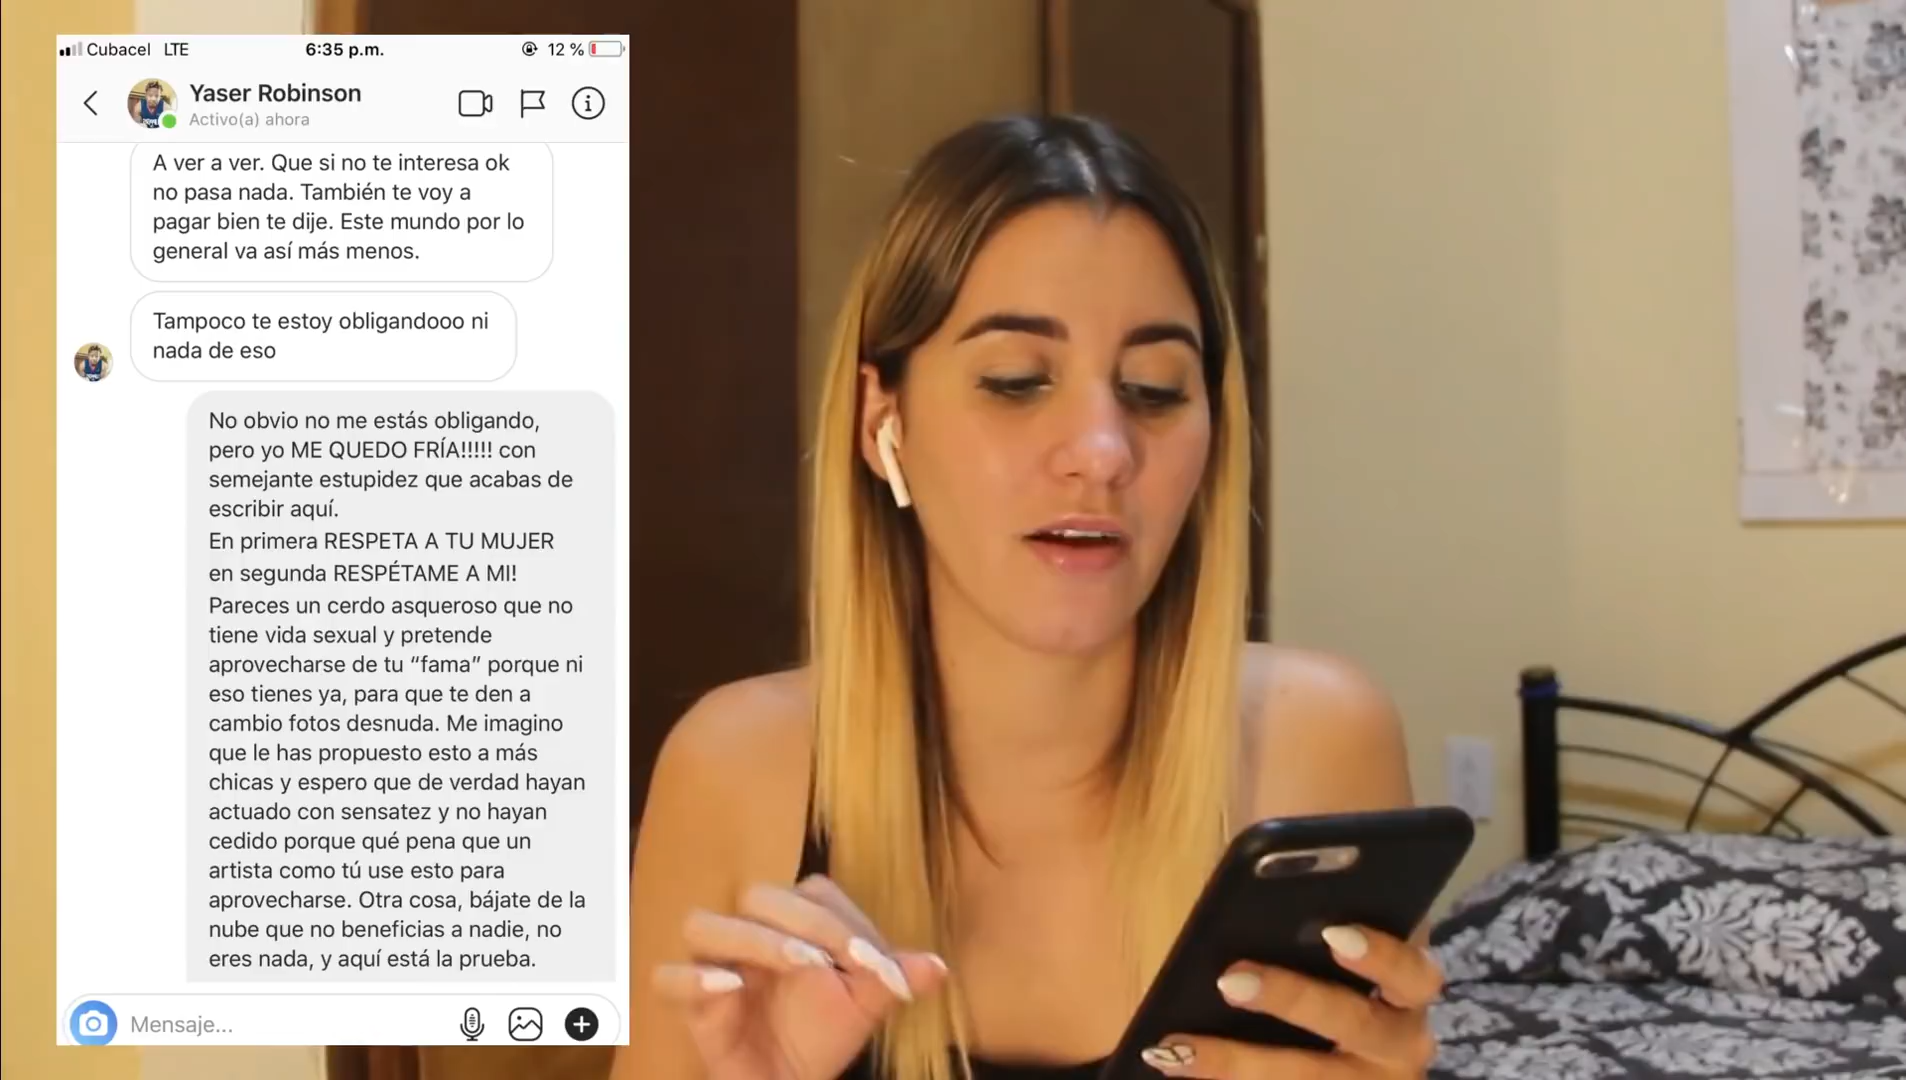 Cubacel LTE 6:35 p.m. 12 %
Yaser Robinson
Activo(a) ahora
A ver a ver. Que si no te interesa ok
no pasa nada. También te voy a
pagar bien te dije. Este mundo por lo
general va así más menos.
Tampoco te estoy obligandooo ni
nada de eso
No obvio no me estás obligando,
pero yo ME QUEDO FRÍA!!!!! con
semejante estupidez que acabas de
escribir aquí.
En primera RESPETA A TU MUJER
en segunda RESPÉTAME A MI!
Pareces un cerdo asqueroso que no
tiene vida sexual y pretende
aprovecharse de tu “fama” porque ni
eso tienes ya, para que te den a
cambio fotos desnuda. Me imagino
que le has propuesto esto a más
chicas y espero que de verdad hayan
actuado con sensatez y no hayan
cedido porque qué pena que un
artista como tú use esto para
aprovecharse. Otra cosa, bájate de la
nube que no beneficias a nadie, no
eres nada, y aquí está la prueba.
Mensaje...